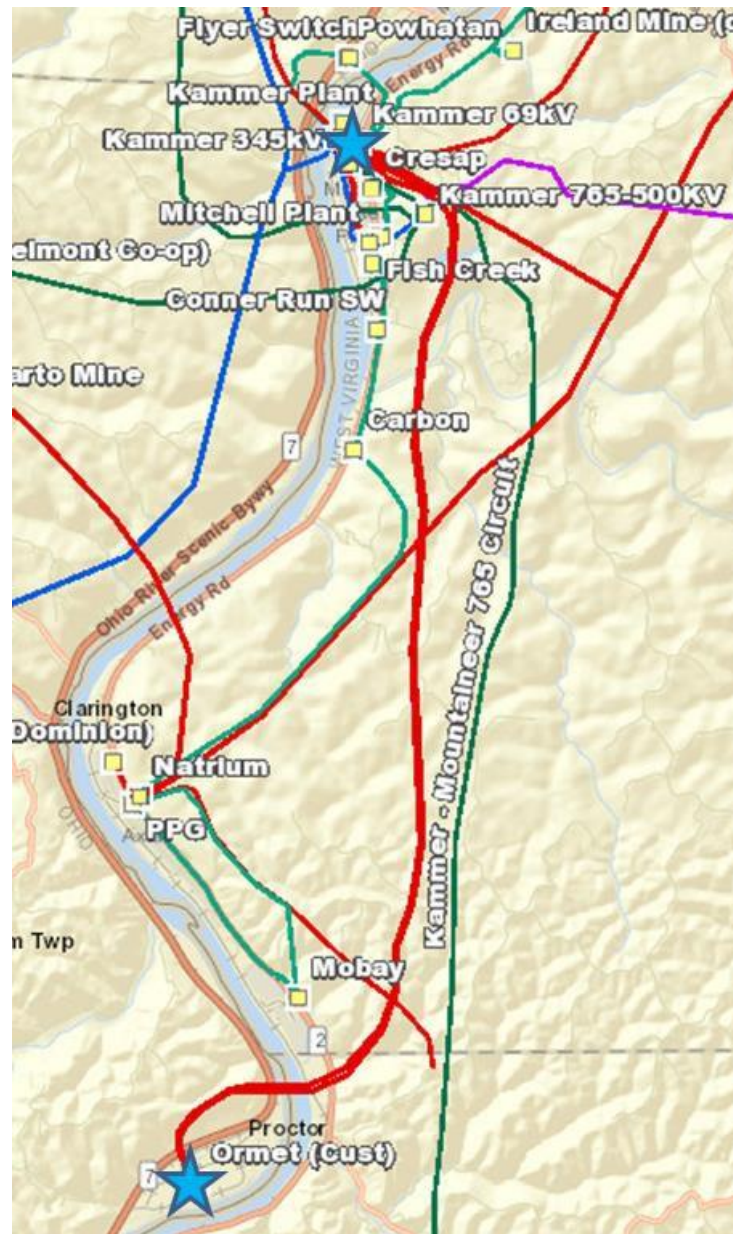 Flyer Switch
Powhatan
Ireland Mine (c
Energy Rd
Kammer Plant
Kammer 69kV
Kammer 345kV
Cresap
Kammer 765-500KV
Mitchell Plant
elmont Co-op)
Fish Creek
Conner Run SW
WEST VIRGINIA
arto Mine
Carbon
7
Ohio River Scenic Bywy
Energy Rd
Kammer - Mountaineer 765 circuit
Clarington
Dominion)
Natrium
PPG
OHIO
m Twp
Mobay
2
Proctor
Ormet (Cust)
7